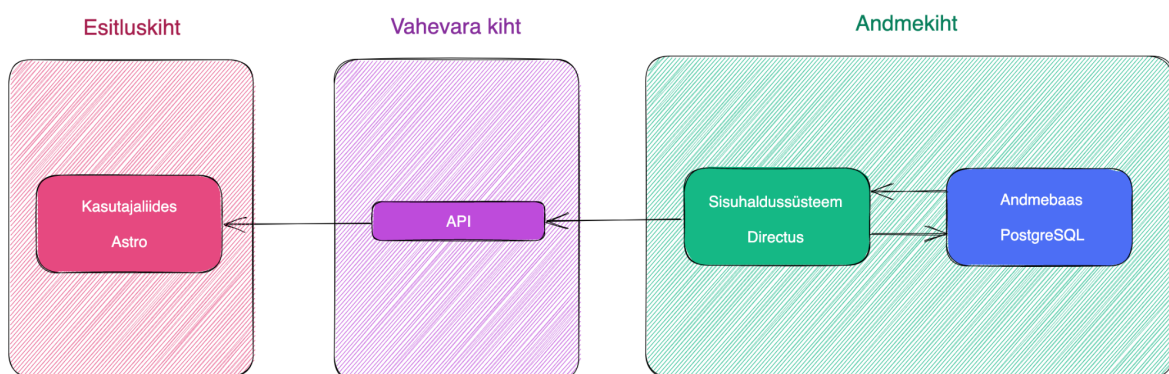 Esitluskiht
Vahevara kiht
Andmekiht
Kasutajaliides
Astro
API
Sisuhaldussüsteem
Directus
Andmebaas
PostgreSQL